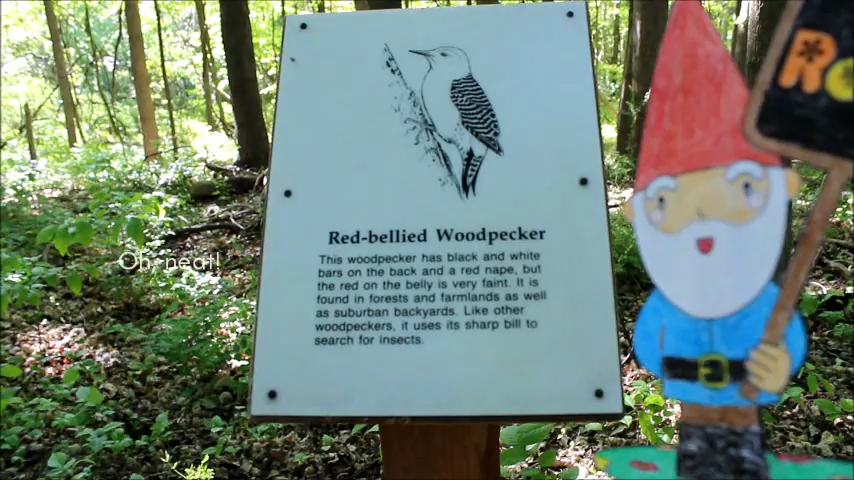 Oh, neat!
Red-bellied Woodpecker
This woodpecker has black and white
bars on the back and a red nape, but
the red on the belly is very faint. It is
found in forests and farmlands as well
as suburban backyards. Like other
woodpeckers, it uses its sharp bill to
search for insects.